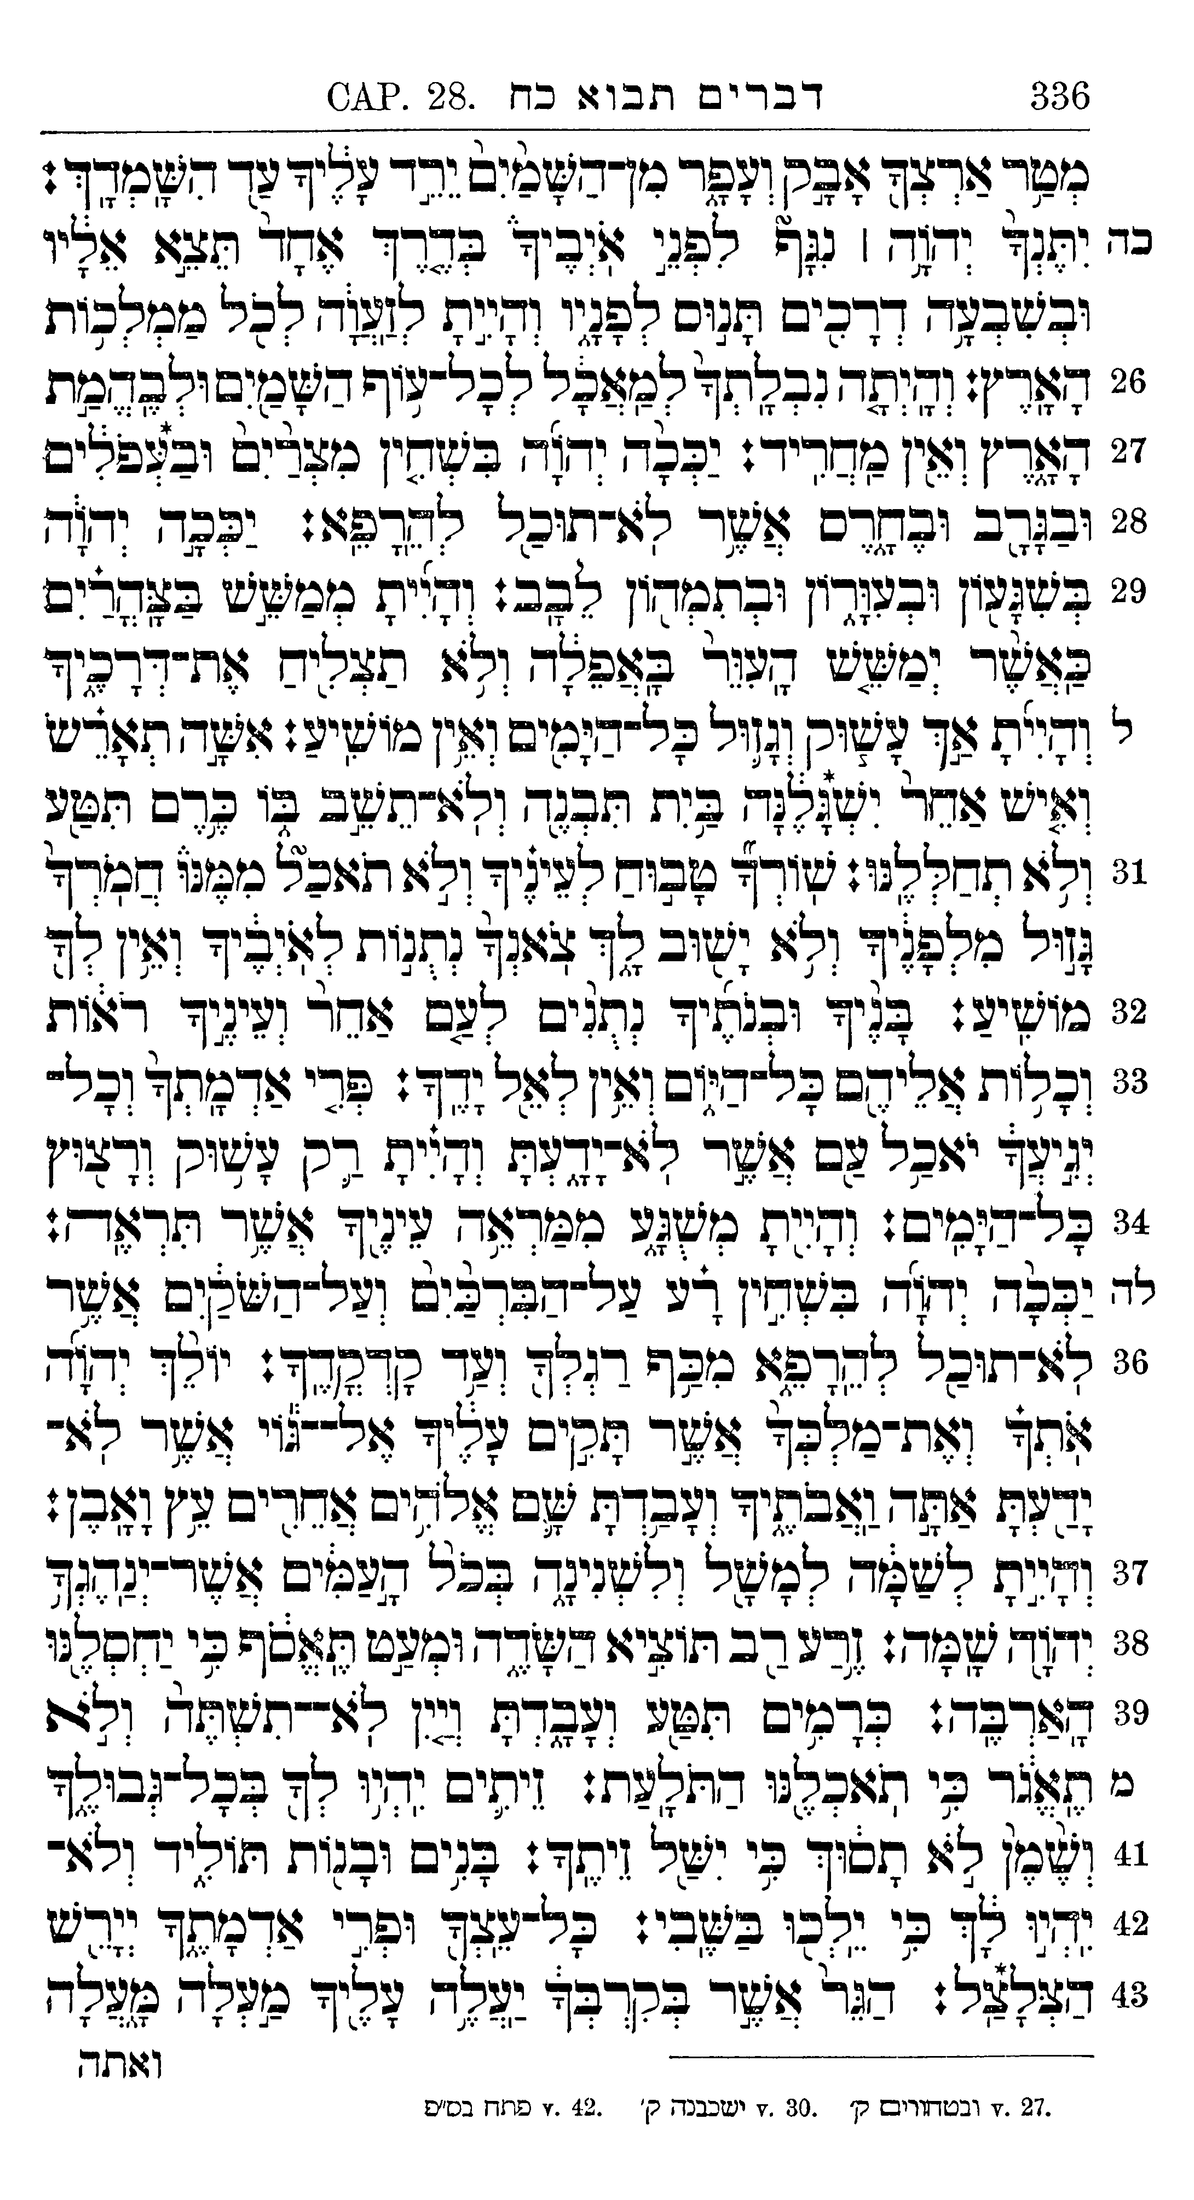 336 דברים תבוא כח CAP. 28.
מְטַ֥ר אַרְצְךָ֖ אָבָ֣ק וְעָפָ֑ר מִן־הַשָּׁמַ֙יִם֙ יֵרֵ֣ד עָלֶ֔יךָ עַ֖ד הִשָּׁמְדָֽךְ׃
כה יִתֶּנְךָ֨ יְהוָ֥ה ׀ נִגָּף֮ לִפְנֵ֣י אֹֽיְבֶיךָ֒ בְּדֶ֤רֶךְ אֶחָד֙ תֵּצֵ֣א אֵלָ֔יו
וּבְשִׁבְעָ֥ה דְרָכִ֖ים תָּנ֣וּס לְפָנָ֑יו וְהָיִ֣יתָ לְזַֽעֲוָ֔ה לְכֹ֖ל מַמְלְכ֥וֹת
26 הָאָֽרֶץ׃ וְהָֽיְתָ֤ה נִבְלָֽתְךָ֙ לְמַֽאֲכָ֔ל לְכָל־ע֥וֹף הַשָּׁמַ֖יִם וּלְבֶֽהֱמַ֣ת
27 הָאָ֑רֶץ וְאֵ֖ין מַֽחֲרִֽיד׃ יַכְּכָ֨ה יְהוָ֜ה בִּשְׁחִ֤ין מִצְרַ֙יִם֙ וּבַ֯עְּפֹלִ֔ים
28 וּבַגָּרָ֖ב וּבֶחָ֑רֶס אֲשֶׁ֥ר לֹֽא־תוּכַ֖ל לְהֵֽרָפֵֽא׃ יַכְּכָ֣ה יְהוָ֔ה
29 בְּשִׁגָּע֖וֹן וּבְעִוָּר֑וֹן וּבְתִמְה֖וֹן לֵבָֽב׃ וְהָיִ֜יתָ מְמַשֵּׁ֣שׁ בַּצָּֽהֳרַ֗יִם
כַּֽאֲשֶׁ֨ר יְמַשֵּׁ֤שׁ הָֽעִוֵּר֙ בָּֽאֲפֵלָ֔ה וְלֹ֥א תַצְלִ֖יחַ אֶת־דְּרָכֶ֑יךָ
ל וְהָיִ֜יתָ אַ֣ךְ עָשׁ֧וּק וְגָז֛וּל כָּל־הַיָּמִ֖ים וְאֵ֥ין מוֹשִֽׁיעַ׃ אִשָּׁ֣ה תְאָרֵ֗שׂ
וְאִ֤ישׁ אַחֵר֙ יִשְׁ֯גָּלֶ֔נָּה בַּ֥יִת תִּבְנֶ֖ה וְלֹֽא־תֵשֵׁ֣ב בּ֑וֹ כֶּ֥רֶם תִּטַּ֖ע
31 וְלֹ֥א תְחַלְּלֶֽנּוּ׃ שֽׁוֹרְךָ֞ טָב֣וּחַ לְעֵינֶ֗יךָ וְלֹ֣א תֹאכַל֮ מִמֶּנּוּ֒ חֲמֹֽרְךָ֙
גָּז֣וּל מִלְּפָנֶ֔יךָ וְלֹ֥א יָשׁ֖וּב לָ֑ךְ צֹֽאנְךָ֙ נְתֻנ֣וֹת לְאֹֽיְבֶ֔יךָ וְאֵ֥ין לְךָ֖
32 מוֹשִֽׁיעַ׃ בָּנֶ֨יךָ וּבְנֹתֶ֜יךָ נְתֻנִ֨ים לְעַ֤ם אַחֵר֙ וְעֵינֶ֣יךָ רֹא֔וֹת
33 וְכָל֥וֹת אֲלֵיהֶ֖ם כָּל־הַיּ֑וֹם וְאֵ֥ין לְאֵ֖ל יָדֶֽךָ׃ פְּרִ֤י אַדְמָֽתְךָ֙ וְכָל־
יְגִ֣יעֲךָ֔ יֹאכַ֥ל עַ֖ם אֲשֶׁ֣ר לֹֽא־יָדָ֑עְתָּ וְהָיִ֗יתָ רַ֛ק עָשׁ֥וּק וְרָצ֖וּץ
34 כָּל־הַיָּמִֽים׃ וְהָיִ֖יתָ מְשֻׁגָּ֑ע מִמַּרְאֵ֥ה עֵינֶ֖יךָ אֲשֶׁ֥ר תִּרְאֶֽה׃
לה יַכְּכָ֨ה יְהוָ֜ה בִּשְׁחִ֣ין רָ֗ע עַל־הַבִּרְכַּ֙יִם֙ וְעַל־הַשֹּׁקַ֔יִם אֲשֶׁ֥ר
36 לֹֽא־תוּכַ֖ל לְהֵֽרָפֵ֑א מִכַּ֥ף רַגְלְךָ֖ וְעַ֥ד קָדְקֳדֶֽךָ׃ יוֹלֵ֨ךְ יְהוָ֜ה
אֹֽתְךָ֗ וְאֶֽת־מַלְכְּךָ֙ אֲשֶׁ֣ר תָּקִ֣ים עָלֶ֔יךָ אֶל־גּ֕וֹי אֲשֶׁ֥ר לֹֽא־
יָדַ֖עְתָּ אַתָּ֣ה וַֽאֲבֹתֶ֑יךָ וְעָבַ֥דְתָּ שָּׁ֛ם אֱלֹהִ֥ים אֲחֵרִ֖ים עֵ֥ץ וָאָֽבֶן׃
37 וְהָיִ֣יתָ לְשַׁמָּ֔ה לְמָשָׁ֖ל וְלִשְׁנִינָ֑ה בְּכֹל֙ הָֽעַמִּ֔ים אֲשֶׁר־יְנַֽהֶגְךָ֥
38 יְהוָ֖ה שָֽׁמָּה׃ זֶ֥רַע רַ֖ב תּוֹצִ֣יא הַשָּׂדֶ֑ה וּמְעַ֣ט תֶּֽאֱסֹ֔ף כִּ֥י יַחְסְלֶ֖נּוּ
39 הָֽאַרְבֶּֽה׃ כְּרָמִ֥ים תִּטַּ֖ע וְעָבָ֑דְתָּ וְיַ֤יִן לֹֽא־תִשְׁתֶּה֙ וְלֹ֣א
מ תֶֽאֱגֹ֔ר כִּ֥י תֹֽאכְלֶ֖נּוּ הַתֹּלָֽעַת׃ זֵיתִ֛ים יִֽהְי֥וּ לְךָ֖ בְּכָל־גְּבוּלֶ֑ךָ
41 וְשֶׁ֙מֶן֙ לֹ֣א תָס֔וּךְ כִּ֥י יִשַּׁ֖ל זֵיתֶֽךָ׃ בָּנִ֥ים וּבָנ֖וֹת תּוֹלִ֑יד וְלֹא־
42 יִֽהְי֣וּ לָ֔ךְ כִּ֥י יֵֽלְכ֖וּ בַּשֶּֽׁבִי׃ כָּל־עֵֽצְךָ֖ וּפְרִ֣י אַדְמָתֶ֑ךָ יְיָרֵ֖שׁ
43 הַצְּלָצַֽ֯ל׃ הַגֵּר֙ אֲשֶׁ֣ר בְּקִרְבְּךָ֔ יַֽעֲלֶ֥ה עָלֶ֖יךָ מַ֣עְלָה מָּ֑עְלָה
ואתה
v. 27. ובטחורים ק׳ v. 30. ישכבנה ק׳ v. 42. פתח בס״פ